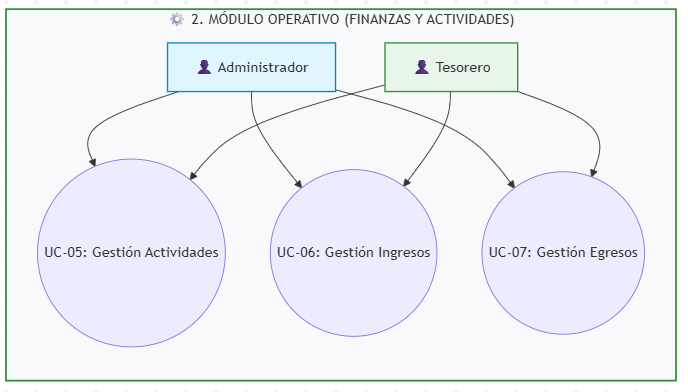 ⚙️ 2. MÓDULO OPERATIVO (FINANZAS Y ACTIVIDADES)
👤 Administrador
👤 Tesorero
UC-05: Gestión Actividades
UC-06: Gestión Ingresos
UC-07: Gestión Egresos